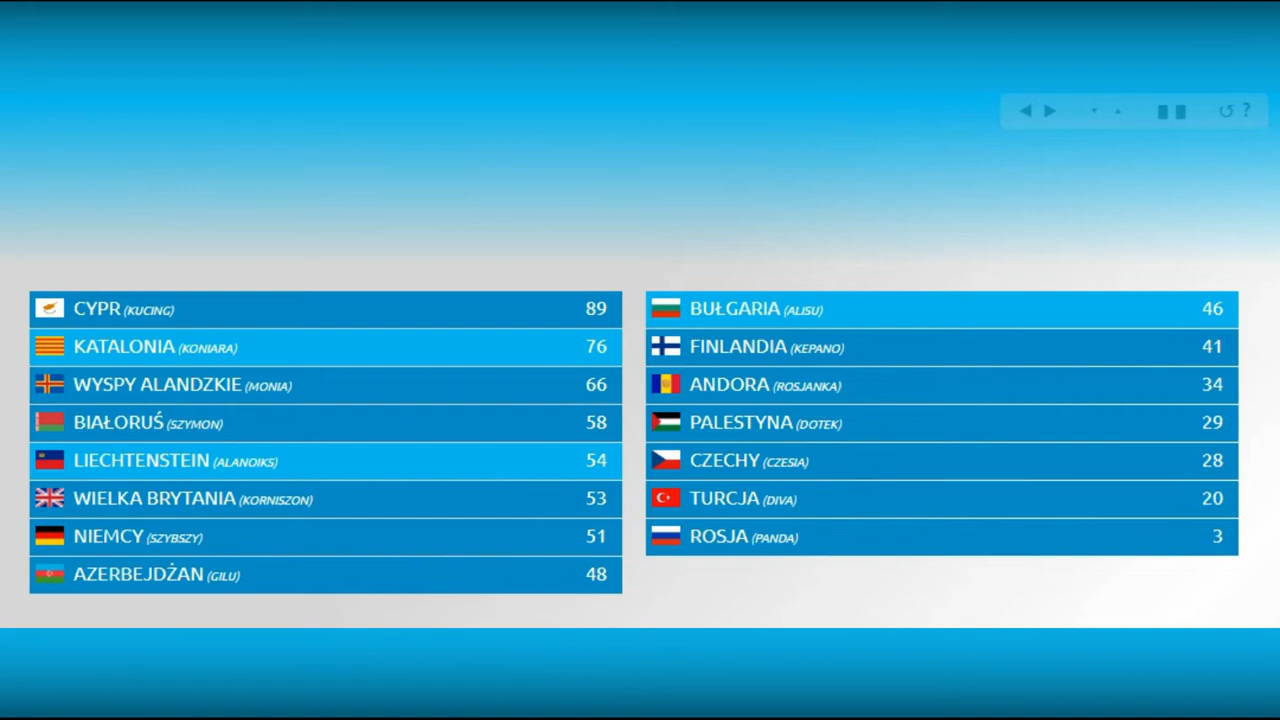 CYPR (KUCING) 89
KATALONIA (KONIARA) 76
WYSPY ALANDZKIE (MONIA) 66
BIAŁORUŚ (SZYMON) 58
LIECHTENSTEIN (ALANOIKS) 54
WIELKA BRYTANIA (KORNISZON) 53
NIEMCY (SZYBSZY) 51
AZERBEJDŻAN (GILU) 48
BUŁGARIA (ALISU) 46
FINLANDIA (KEPANO) 41
ANDORA (ROSJANKA) 34
PALESTYNA (DOTEK) 29
CZECHY (CZESIA) 28
TURCJA (DIVA) 20
ROSJA (PANDA) 3